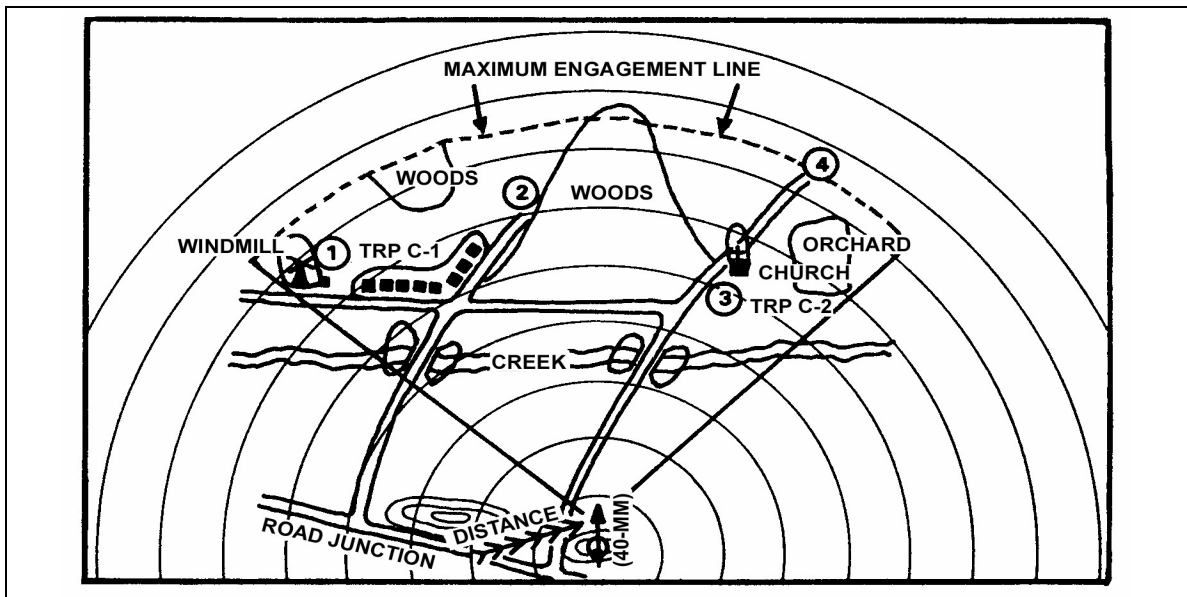 MAXIMUM ENGAGEMENT LINE
4
WOODS
2
WOODS
WINDMILL
1
TRP C-1
ORCHARD
CHURCH
3
TRP C-2
CREEK
DISTANCE
(40-MM)
ROAD JUNCTION